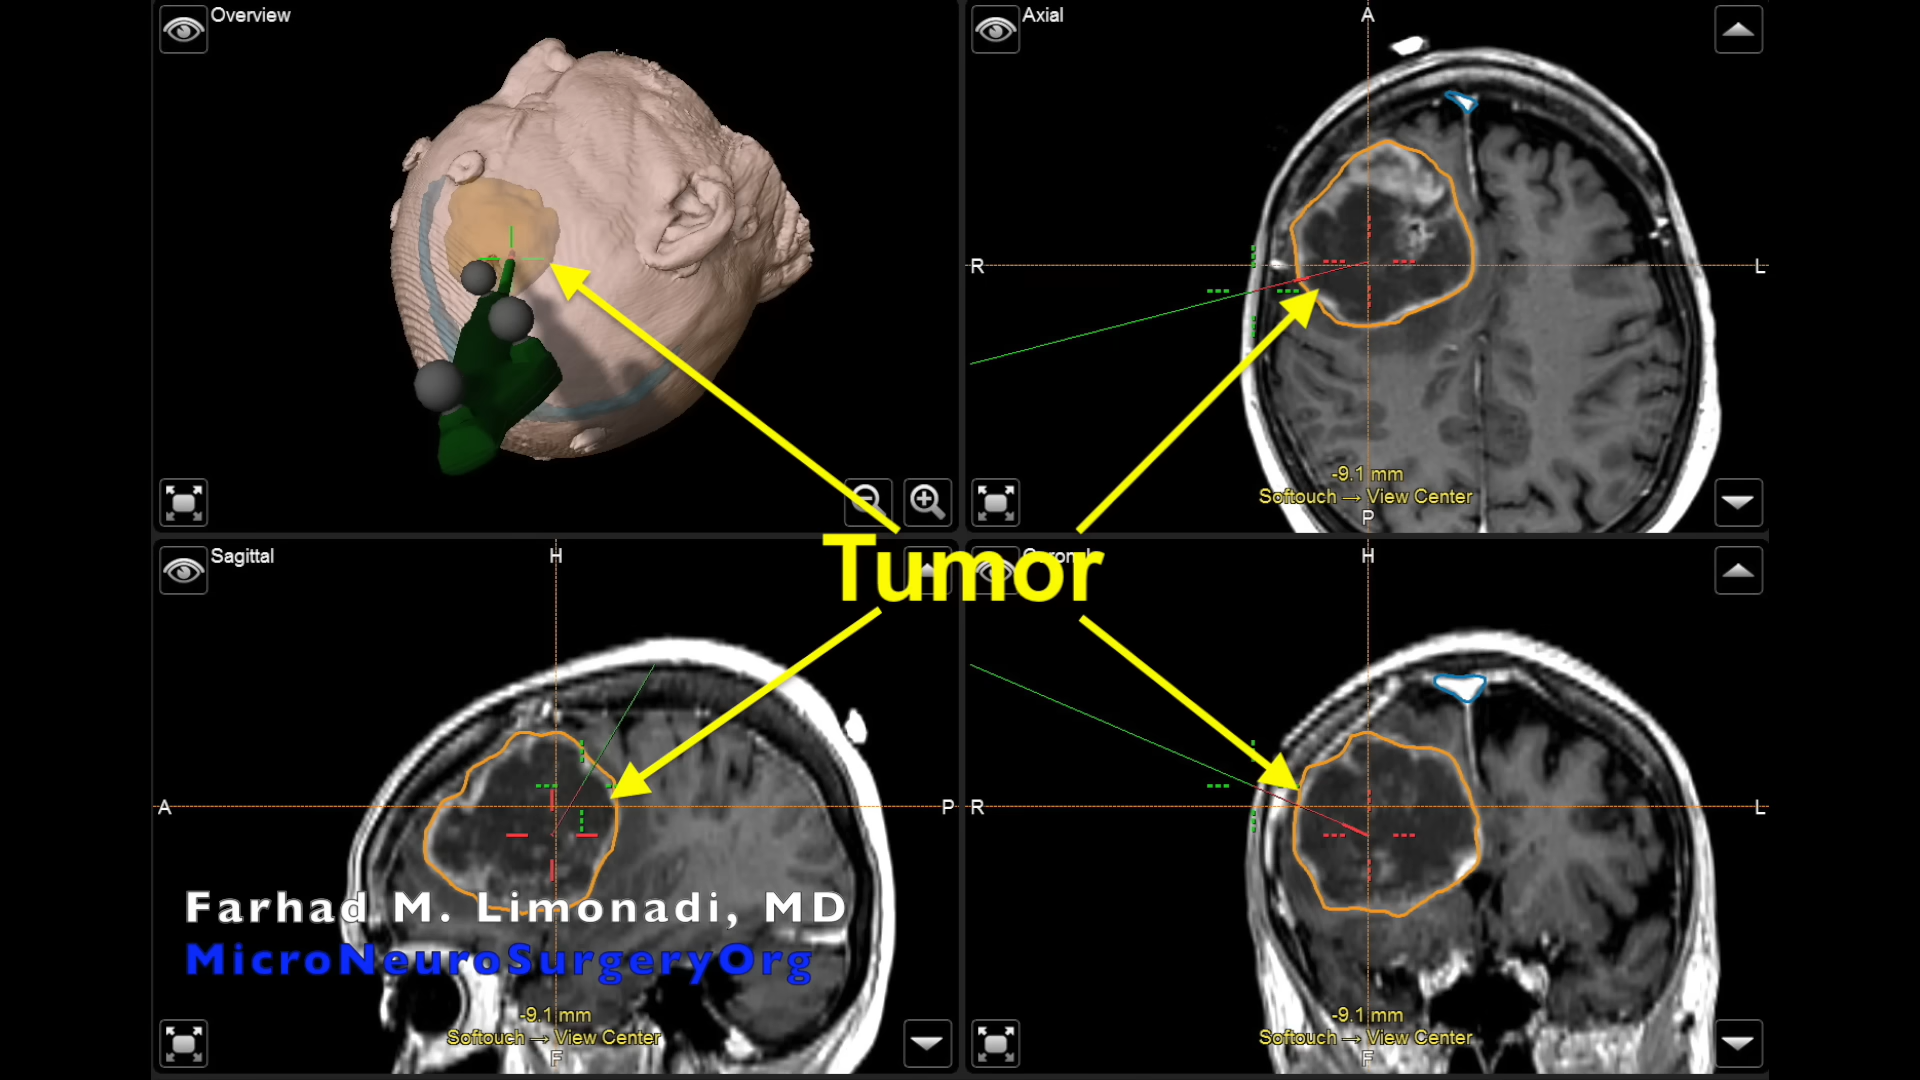 Overview
Axial
A
R
L
-9.1 mm
Softouch → View Center
P
Tumor
Sagittal
H
A
P
Coronal
H
R
L
Farhad M. Limonadi, MD
MicroNeuroSurgeryOrg
-9.1 mm
Softouch → View Center
F
-9.1 mm
Softouch → View Center
F